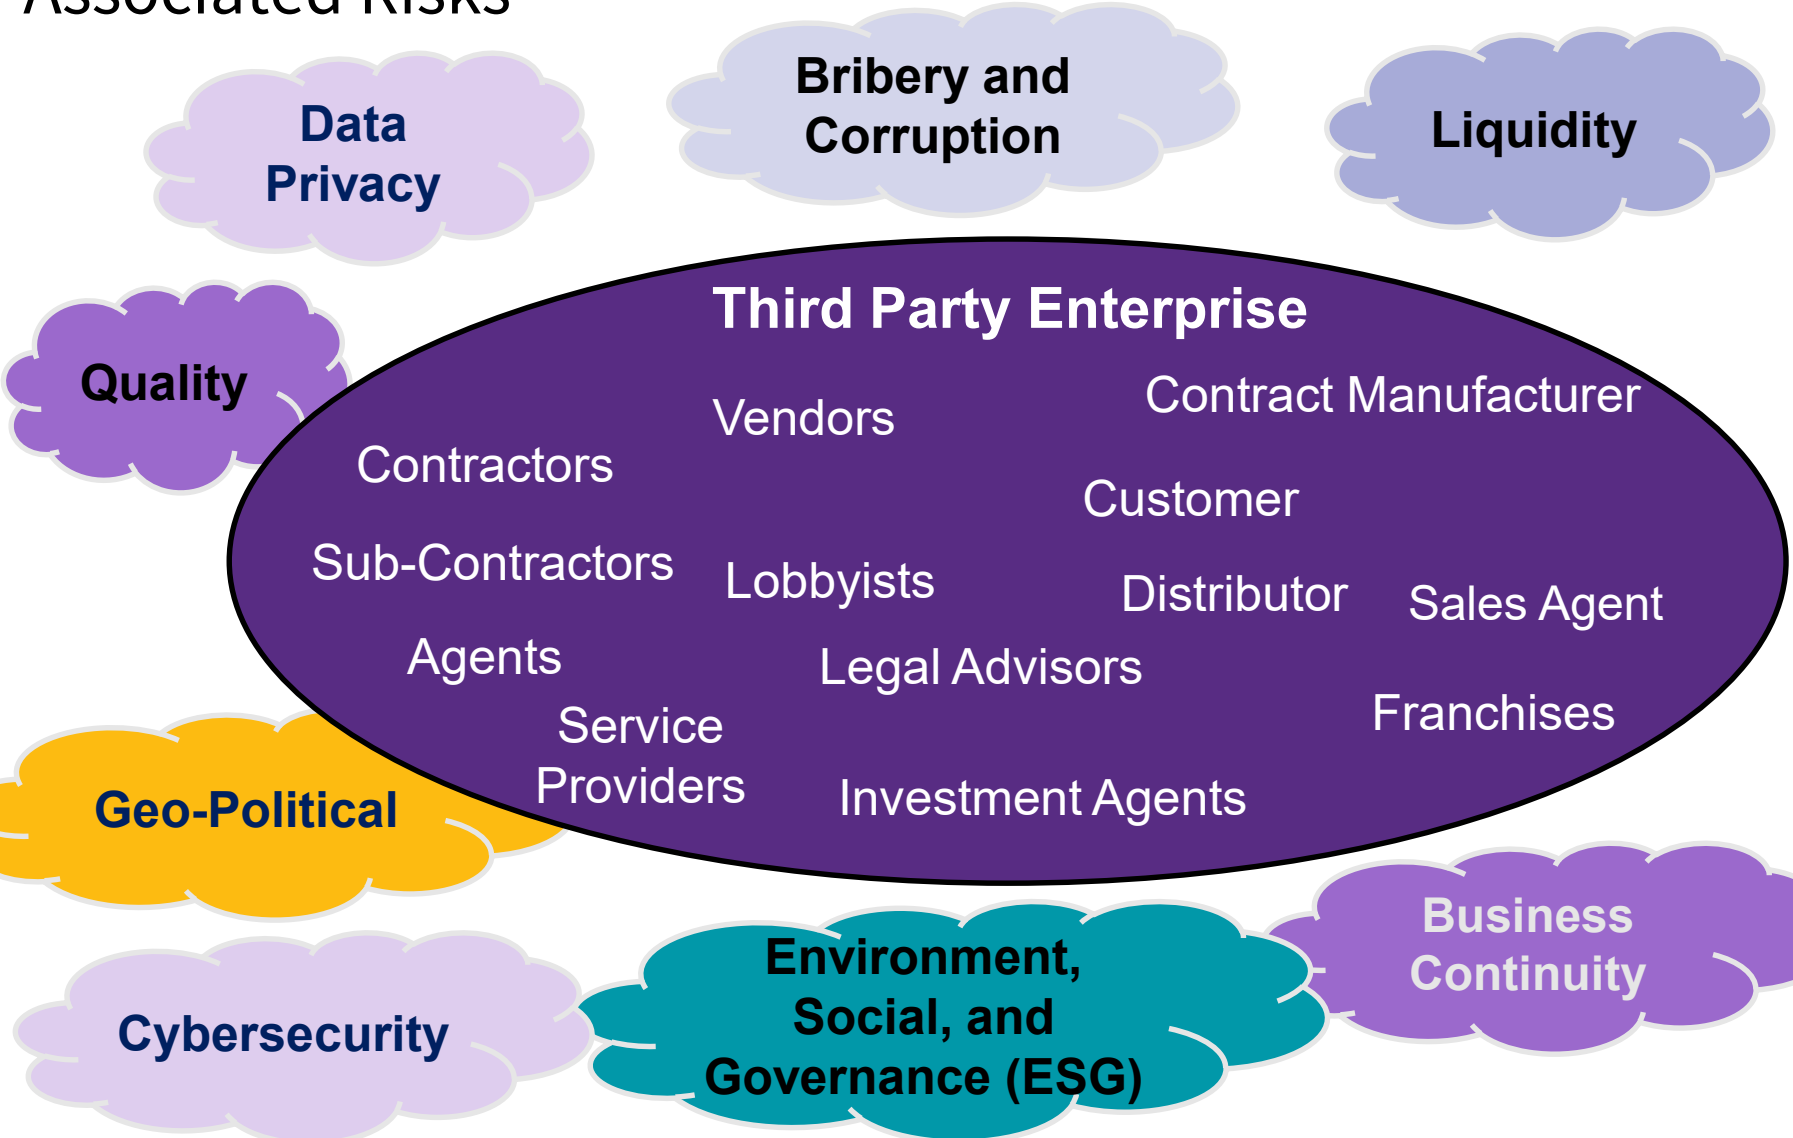 Associated Risks
Bribery and
Corruption
Data
Privacy
Liquidity
Quality
Third Party Enterprise
Vendors
Contract Manufacturer
Contractors
Customer
Sub-Contractors
Lobbyists
Distributor
Sales Agent
Agents
Legal Advisors
Service
Providers
Franchises
Investment Agents
Geo-Political
Business
Continuity
Environment,
Social, and
Governance (ESG)
Cybersecurity